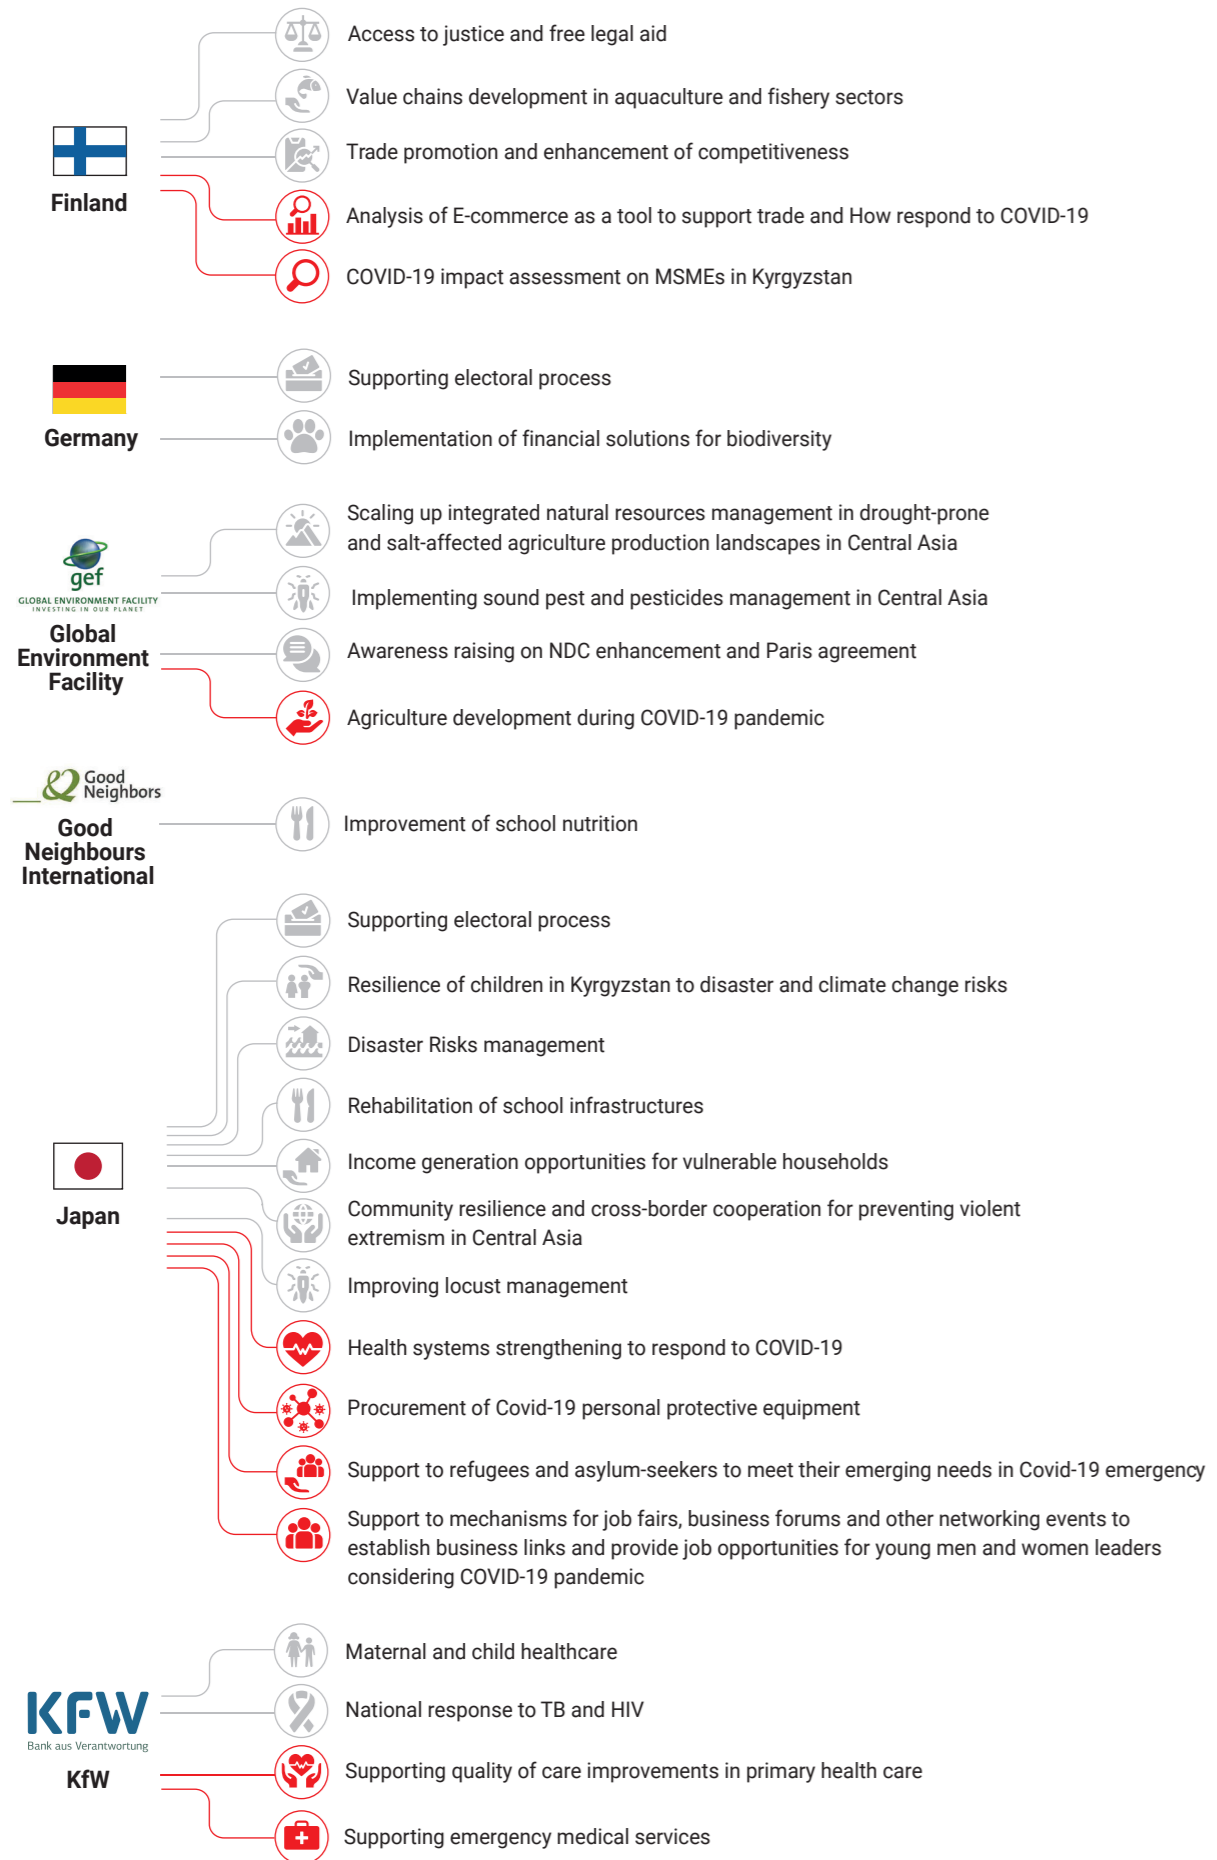 Access to justice and free legal aid
Value chains development in aquaculture and fishery sectors
Trade promotion and enhancement of competitiveness
Finland
Analysis of E-commerce as a tool to support trade and How respond to COVID-19
COVID-19 impact assessment on MSMEs in Kyrgyzstan
Supporting electoral process
Germany
Implementation of financial solutions for biodiversity
Scaling up integrated natural resources management in drought-prone
and salt-affected agriculture production landscapes in Central Asia
gef
GLOBAL ENVIRONMENT FACILITY
INVESTING IN OUR PLANET
Implementing sound pest and pesticides management in Central Asia
Global
Environment
Facility
Awareness raising on NDC enhancement and Paris agreement
Agriculture development during COVID-19 pandemic
Good
Neighbors
Good
Neighbours
International
Improvement of school nutrition
Supporting electoral process
Resilience of children in Kyrgyzstan to disaster and climate change risks
Disaster Risks management
Rehabilitation of school infrastructures
Income generation opportunities for vulnerable households
Japan
Community resilience and cross-border cooperation for preventing violent
extremism in Central Asia
Improving locust management
Health systems strengthening to respond to COVID-19
Procurement of Covid-19 personal protective equipment
Support to refugees and asylum-seekers to meet their emerging needs in Covid-19 emergency
Support to mechanisms for job fairs, business forums and other networking events to
establish business links and provide job opportunities for young men and women leaders
considering COVID-19 pandemic
Maternal and child healthcare
KFW
Bank aus Verantwortung
KfW
National response to TB and HIV
Supporting quality of care improvements in primary health care
Supporting emergency medical services